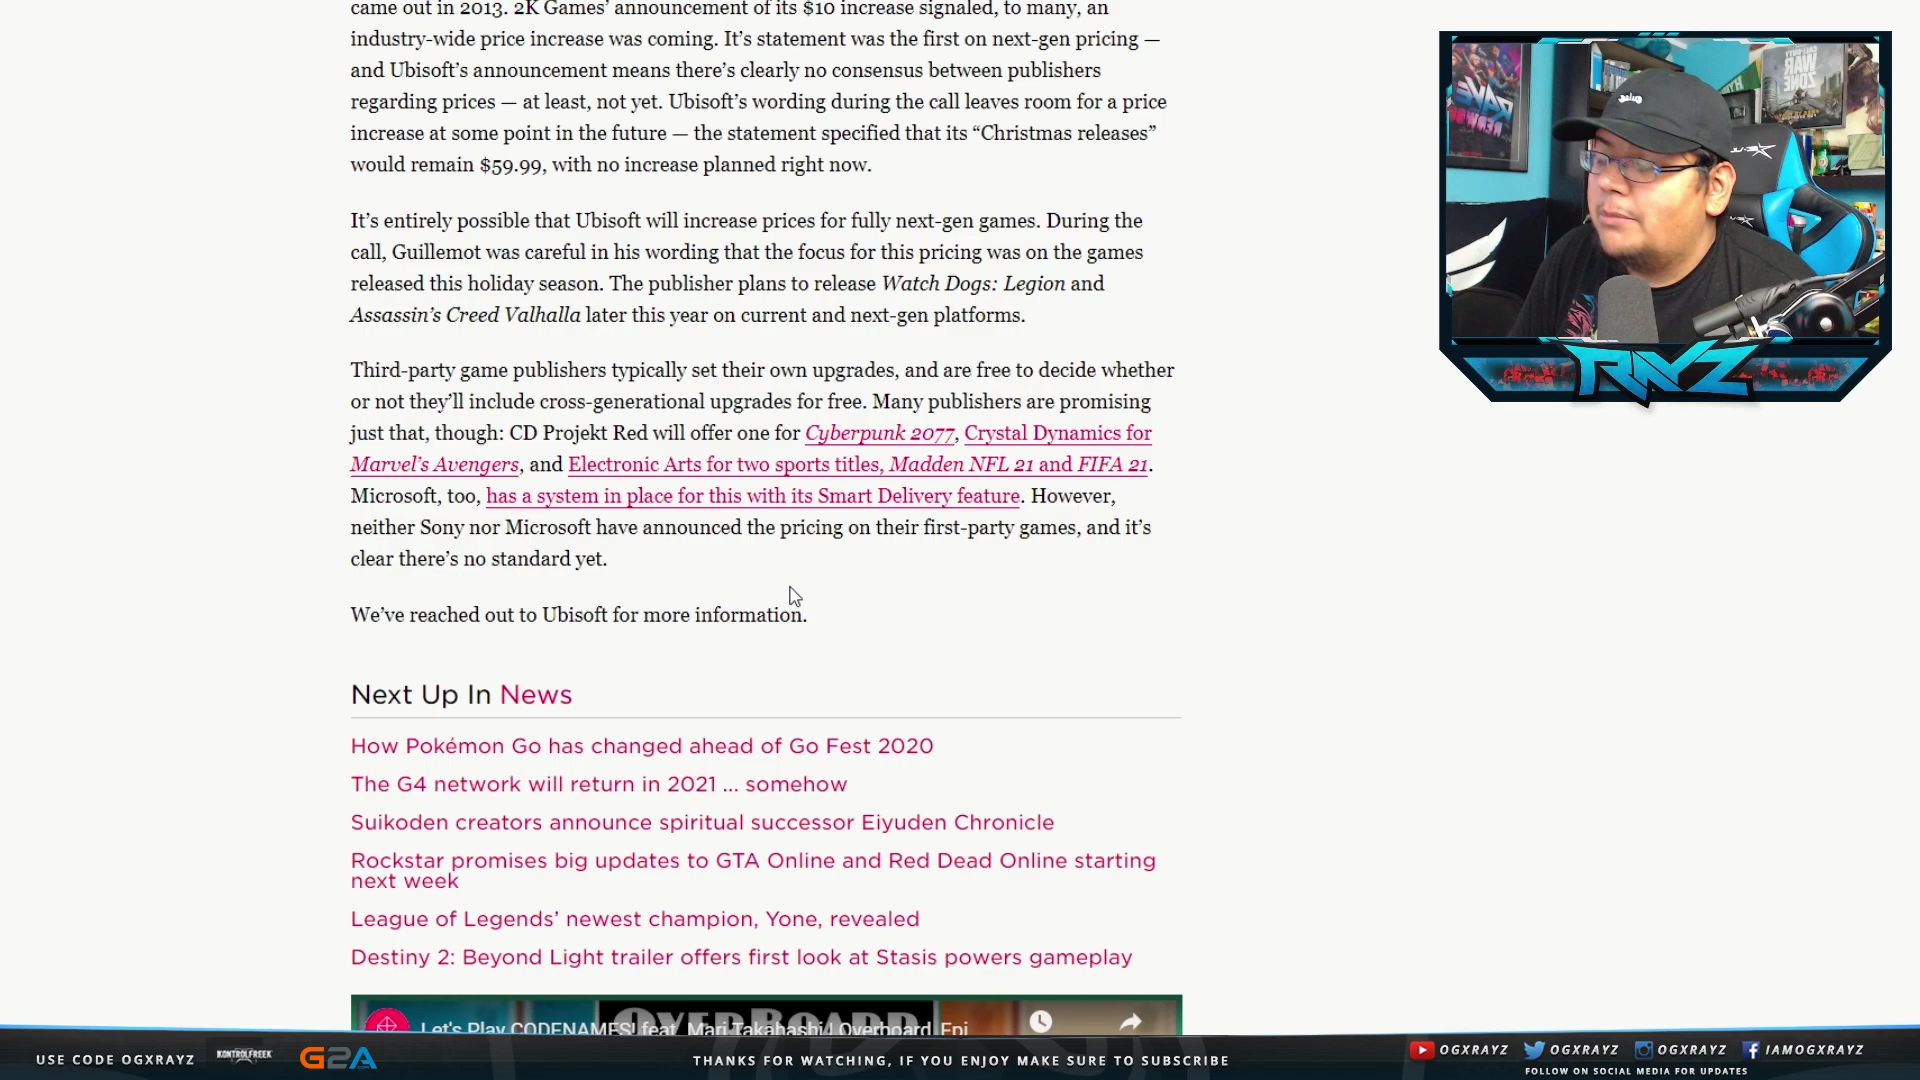 came out in 2013. 2K Games’ announcement of its $10 increase signaled, to many, an
industry-wide price increase was coming. It’s statement was the first on next-gen pricing —
and Ubisoft’s announcement means there’s clearly no consensus between publishers
regarding prices — at least, not yet. Ubisoft’s wording during the call leaves room for a price
increase at some point in the future — the statement specified that its “Christmas releases”
would remain $59.99, with no increase planned right now.
It’s entirely possible that Ubisoft will increase prices for fully next-gen games. During the
call, Guillemot was careful in his wording that the focus for this pricing was on the games
released this holiday season. The publisher plans to release Watch Dogs: Legion and
Assassin’s Creed Valhalla later this year on current and next-gen platforms.
Third-party game publishers typically set their own upgrades, and are free to decide whether
or not they’ll include cross-generational upgrades for free. Many publishers are promising
just that, though: CD Projekt Red will offer one for Cyberpunk 2077, Crystal Dynamics for
Marvel’s Avengers, and Electronic Arts for two sports titles, Madden NFL 21 and FIFA 21.
Microsoft, too, has a system in place for this with its Smart Delivery feature. However,
neither Sony nor Microsoft have announced the pricing on their first-party games, and it’s
clear there’s no standard yet.
We’ve reached out to Ubisoft for more information.
Next Up In News
How Pokémon Go has changed ahead of Go Fest 2020
The G4 network will return in 2021 ... somehow
Suikoden creators announce spiritual successor Eiyuden Chronicle
Rockstar promises big updates to GTA Online and Red Dead Online starting
next week
League of Legends’ newest champion, Yone, revealed
Destiny 2: Beyond Light trailer offers first look at Stasis powers gameplay
OVERBOARD
Let's Play CODENAMES! feat. Mari Takahashi | Overboard, Epi
WAR
ZONE
RAYZ
USE CODE OGXRAYZ
KONTROLFREEK
G2A
THANKS FOR WATCHING, IF YOU ENJOY MAKE SURE TO SUBSCRIBE
OGXRAYZ
OGXRAYZ
OGXRAYZ
IAMOGXRAYZ
FOLLOW ON SOCIAL MEDIA FOR UPDATES